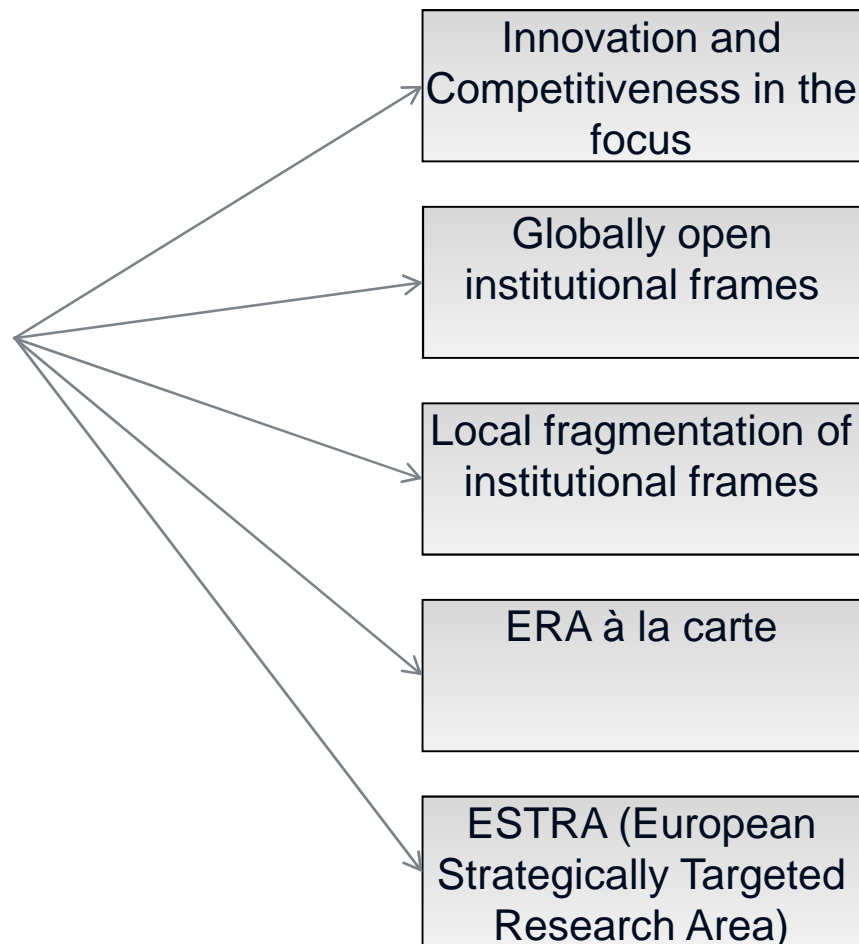 Innovation and
Competitiveness in the
focus
Globally open
institutional frames
Local fragmentation of
institutional frames
ERA à la carte
ESTRA (European
Strategically Targeted
Research Area)